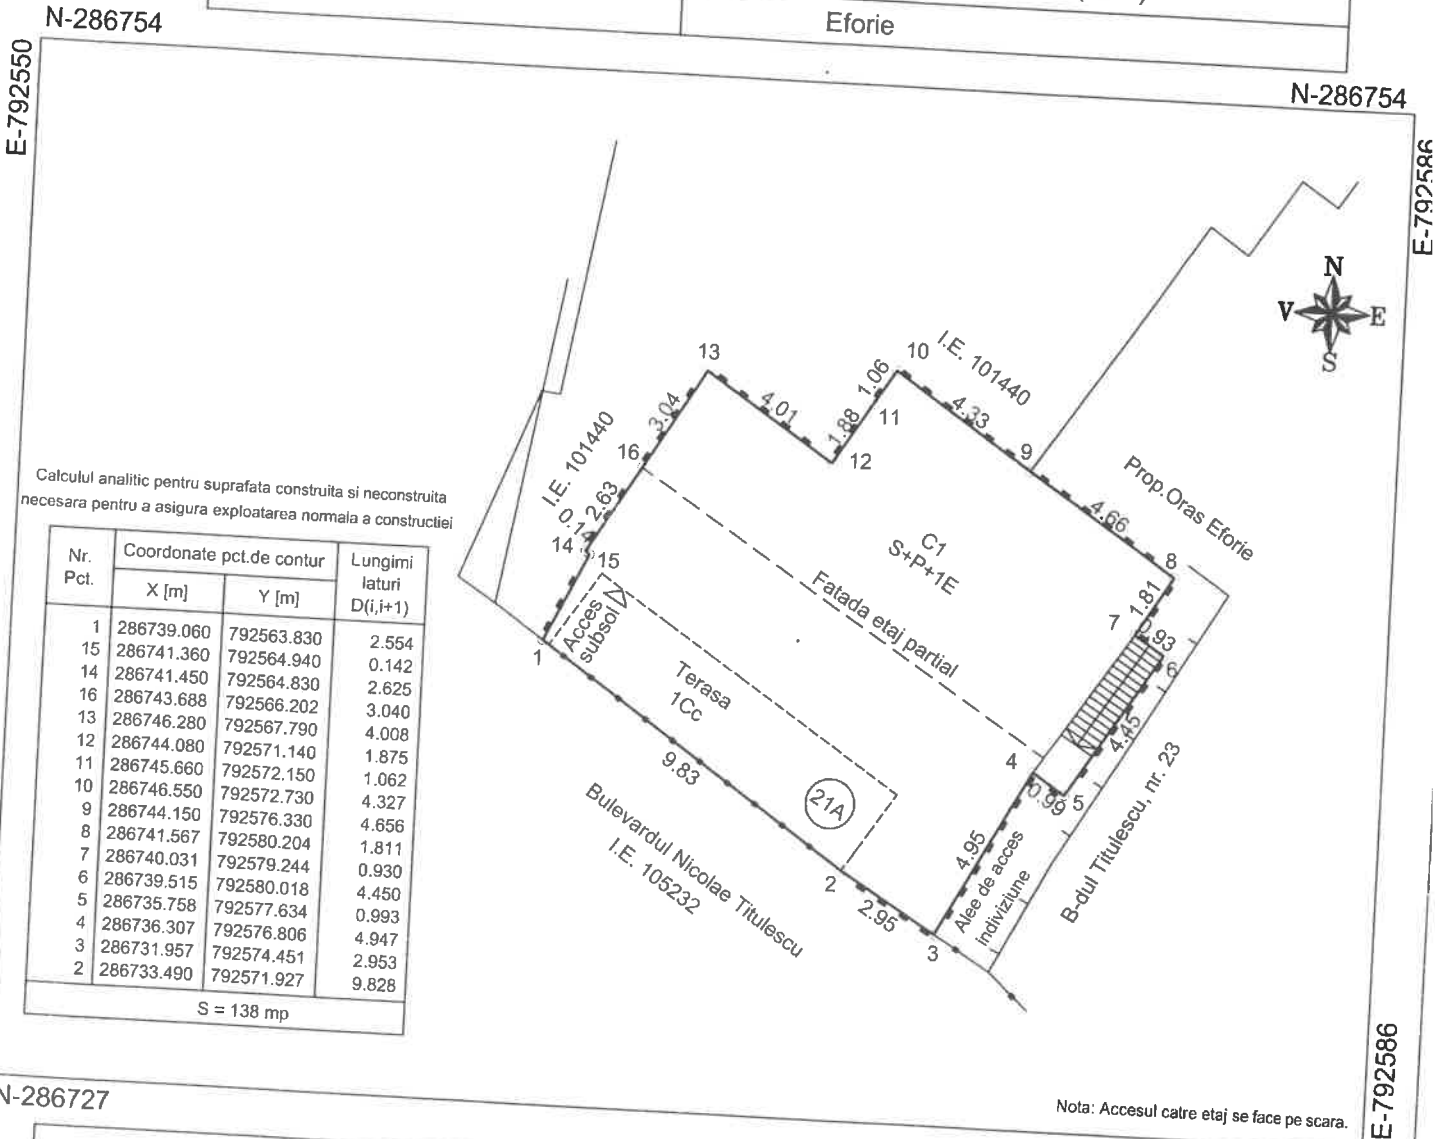 Eforie
N-286754
N-286754
E-792550
E-792586
N
V E
S
13
10
I.E. 101440
1.06
4.01
3.04
4.33
1.88
11
9
16
12
I.E. 101440
Prop.Oras Eforie
2.63
4.66
0.14
14
15
C1
S+P+1E
8
Fatada etaj partial
1.81
7
0.93
6
Acces
subsol
1
Terasa
1Cc
4.45
4
9.83
21A
0.99
5
B-dul Titulescu, nr. 23
Bulevardul Nicolae Titulescu
I.E. 105232
4.95
2
2.95
Alee de acces
indiviziune
3
Calculul analitic pentru suprafata construita si neconstruita
necesara pentru a asigura exploatarea normala a constructiei
Nr. Pct. Coordonate pct.de contur Lungimi laturi D(i,i+1)
X [m] Y [m]
1 286739.060 792563.830 2.554
15 286741.360 792564.940 0.142
14 286741.450 792564.830 2.625
16 286743.688 792566.202 3.040
13 286746.280 792567.790 4.008
12 286744.080 792571.140 1.875
11 286745.660 792572.150 1.062
10 286746.550 792572.730 4.327
9 286744.150 792576.330 4.656
8 286741.567 792580.204 1.811
7 286740.031 792579.244 0.930
6 286739.515 792580.018 4.450
5 286735.758 792577.634 0.993
4 286736.307 792576.806 4.947
3 286731.957 792574.451 2.953
2 286733.490 792571.927 9.828
S = 138 mp
N-286727
Nota: Accesul catre etaj se face pe scara.
E-792586